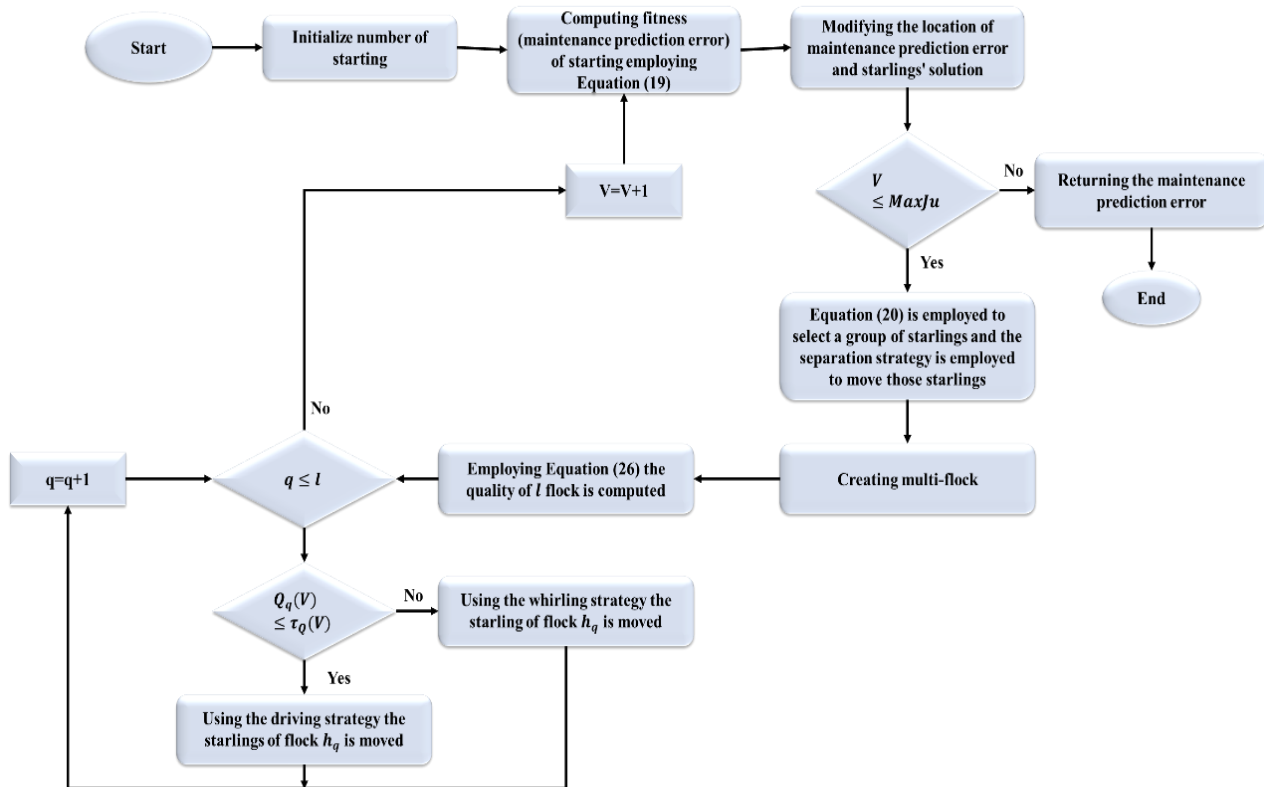 Start
Initialize number of
starting
Computing fitness
(maintenance prediction error)
of starting employing
Equation (19)
Modifying the location of
maintenance prediction error
and starlings' solution
V
≤ MaxJu
No
Returning the maintenance
prediction error
End
Yes
Equation (20) is employed to
select a group of starlings and the
separation strategy is employed
to move those starlings
Creating multi-flock
Employing Equation (26) the
quality of l flock is computed
q ≤ l
No
V=V+1
q=q+1
Q_q(V)
≤ τ_Q(V)
No
Using the whirling strategy the
starling of flock h_q is moved
Yes
Using the driving strategy the
starlings of flock h_q is moved